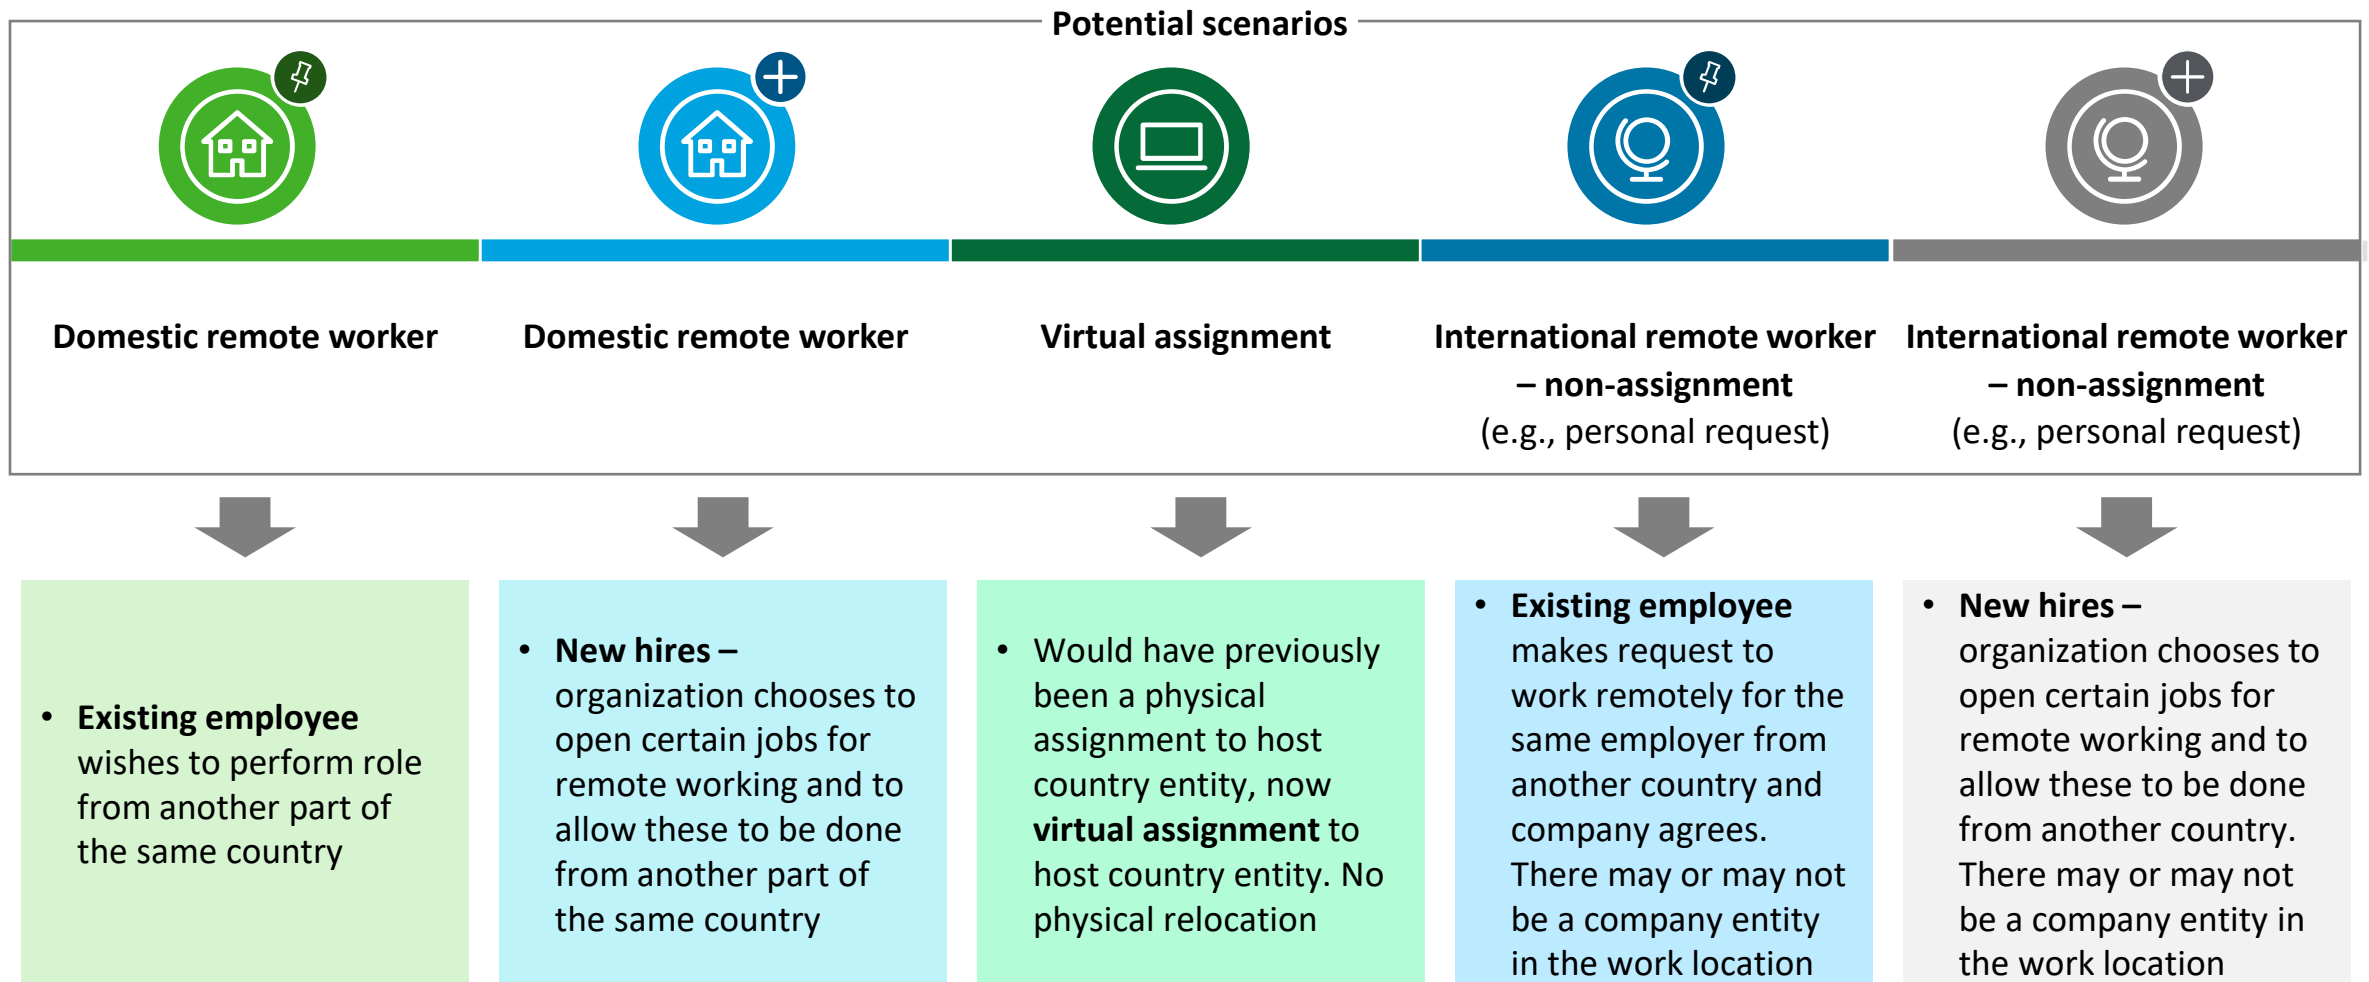 Potential scenarios
Domestic remote worker
Domestic remote worker
Virtual assignment
International remote worker
– non-assignment
(e.g., personal request)
International remote worker
– non-assignment
(e.g., personal request)
• Existing employee
wishes to perform role
from another part of
the same country
• New hires –
organization chooses to
open certain jobs for
remote working and to
allow these to be done
from another part of
the same country
• Would have previously
been a physical
assignment to host
country entity, now
virtual assignment to
host country entity. No
physical relocation
• Existing employee
makes request to
work remotely for the
same employer from
another country and
company agrees.
There may or may not
be a company entity
in the work location
• New hires –
organization chooses to
open certain jobs for
remote working and to
allow these to be done
from another country.
There may or may not
be a company entity in
the work location